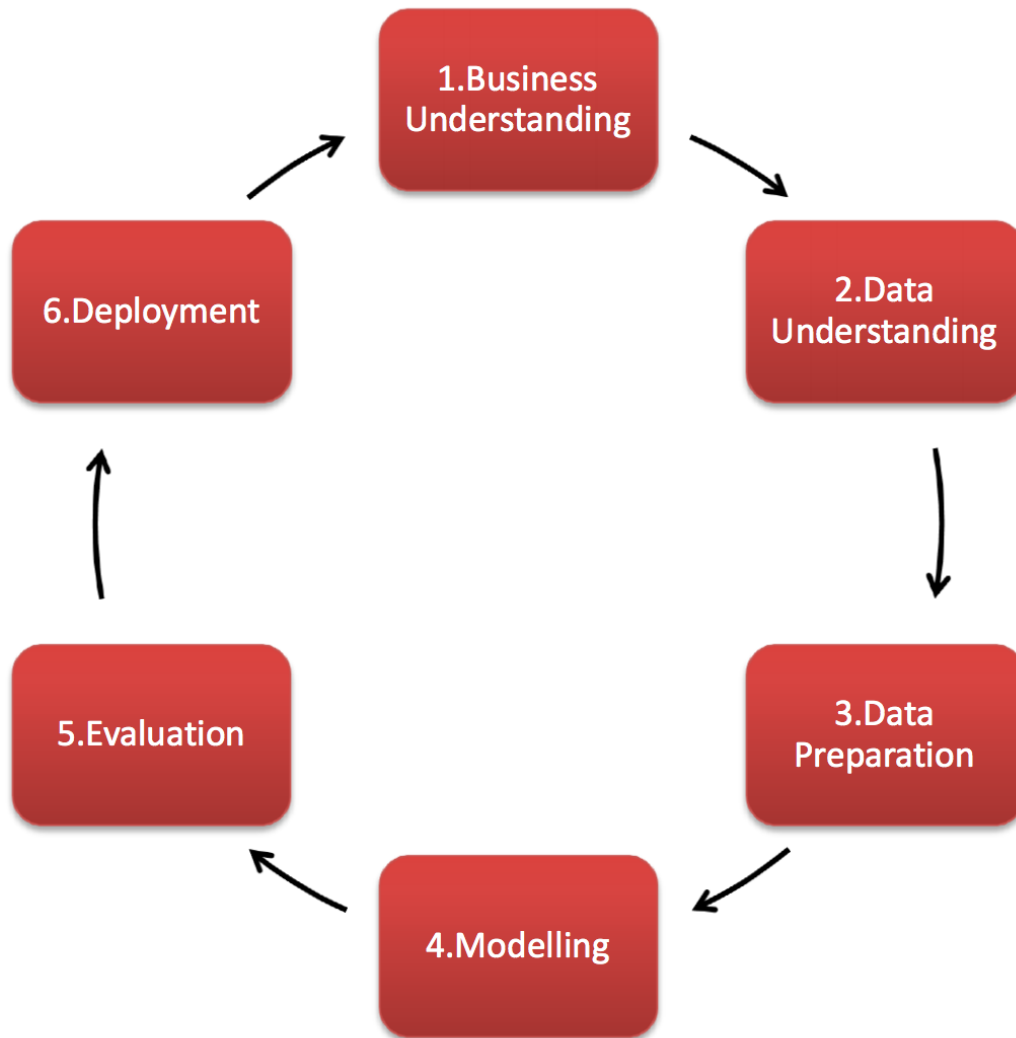 1.Business
Understanding
2.Data
Understanding
3.Data
Preparation
4.Modelling
5.Evaluation
6.Deployment